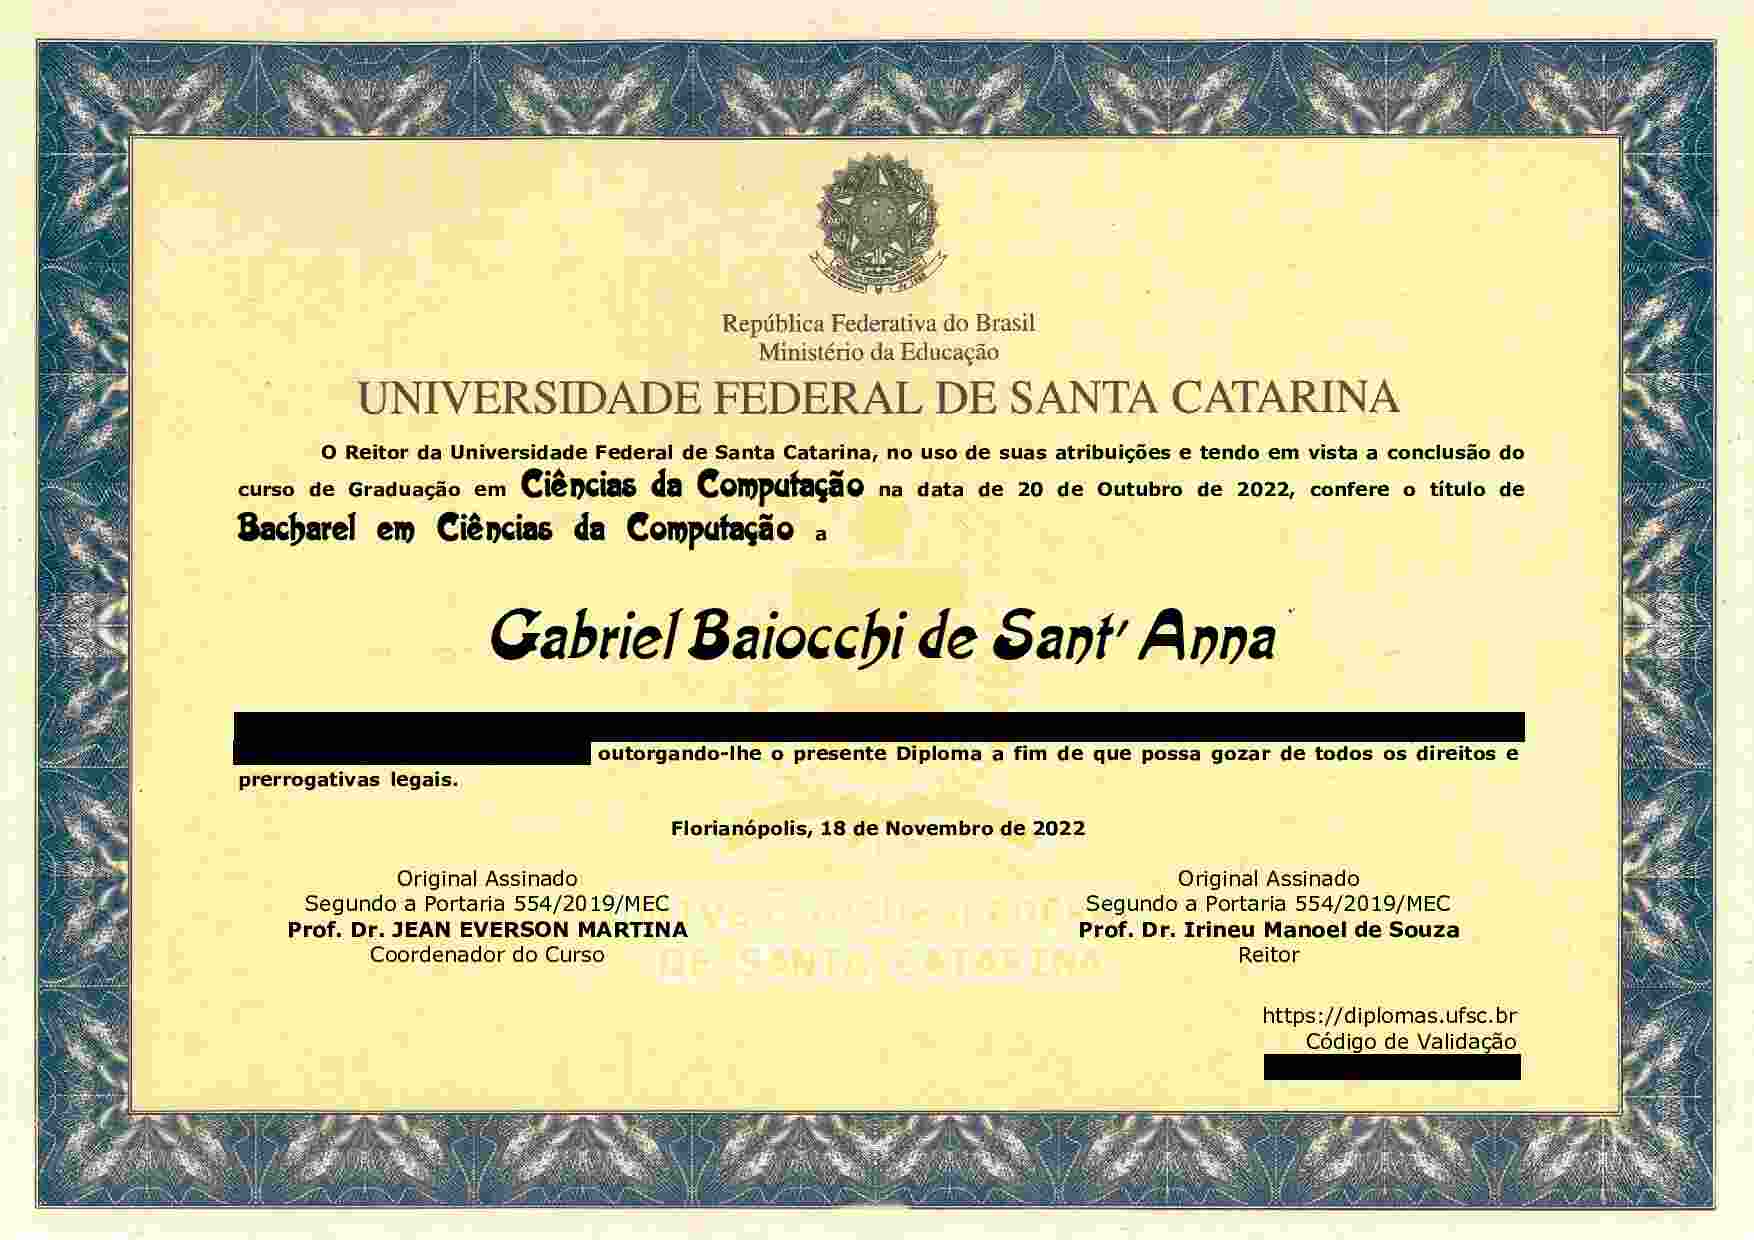 República Federativa do Brasil
Ministério da Educação
UNIVERSIDADE FEDERAL DE SANTA CATARINA
O Reitor da Universidade Federal de Santa Catarina, no uso de suas atribuições e tendo em vista a conclusão do
curso de Graduação em Ciências da Computação na data de 20 de Outubro de 2022, confere o título de
Bacharel em Ciências da Computação a
Gabriel Baiocchi de Sant' Anna
outorgando-lhe o presente Diploma a fim de que possa gozar de todos os direitos e
prerrogativas legais.
Florianópolis, 18 de Novembro de 2022
Original Assinado
Segundo a Portaria 554/2019/MEC
Prof. Dr. JEAN EVERSON MARTINA
Coordenador do Curso
Original Assinado
Segundo a Portaria 554/2019/MEC
Prof. Dr. Irineu Manoel de Souza
Reitor
DE SANTA CATARINA
https://diplomas.ufsc.br
Código de Validação